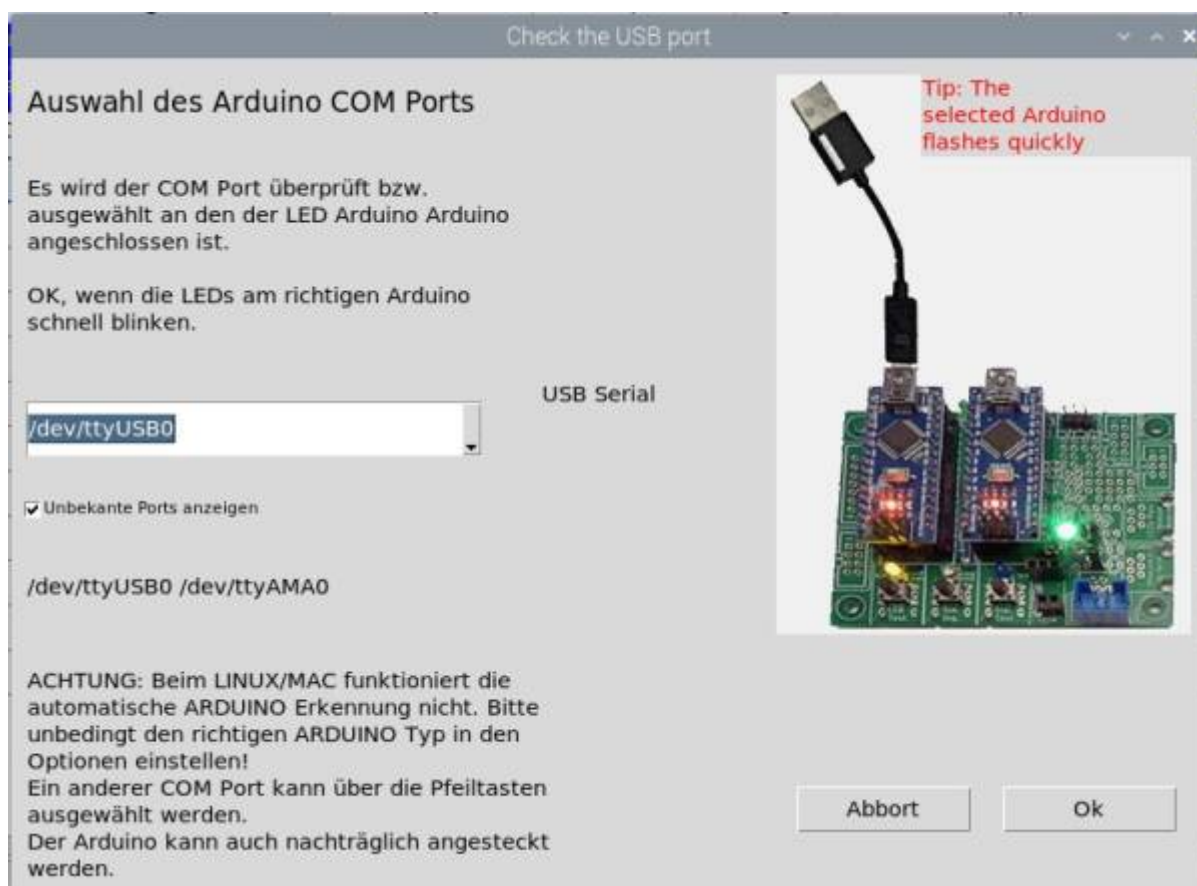 Check the USB port
Auswahl des Arduino COM Ports
Tip: The
selected Arduino
flashes quickly
Es wird der COM Port überprüft bzw.
ausgewählt an den der LED Arduino Arduino
angeschlossen ist.
OK, wenn die LEDs am richtigen Arduino
schnell blinken.
USB Serial
/dev/ttyUSB0
Unbekante Ports anzeigen
/dev/ttyUSB0 /dev/ttyAMA0
ACHTUNG: Beim LINUX/MAC funktioniert die
automatische ARDUINO Erkennung nicht. Bitte
unbedingt den richtigen ARDUINO Typ in den
Optionen einstellen!
Ein anderer COM Port kann über die Pfeiltasten
ausgewählt werden.
Der Arduino kann auch nachträglich angesteckt
werden.
Abbort
Ok